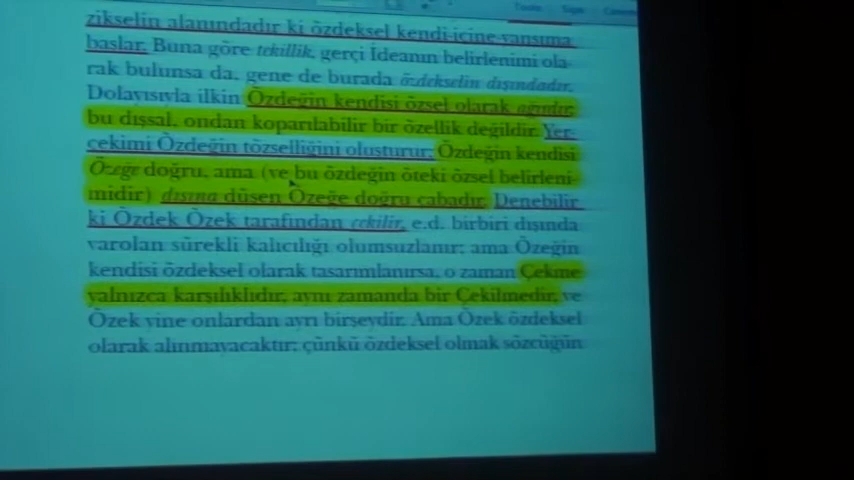 zikselin alanındadır ki özdeksel kendi-içine-yansıma
başlar. Buna göre tekillik, gerçi İdeanın belirlenimi ola-
rak bulunsa da, gene de burada özdekselin dışındadır.
Dolayısıyla ilkin Özdeğin kendisi özsel olarak ağırdır;
bu dışsal, ondan koparılabilir bir özellik değildir. Yer-
çekimi Özdeğin tözselliğini oluşturur; Özdeğin kendisi
Özeğe doğru, ama (ve bu özdeğin öteki özsel belirleni-
midir) dışına düşen Özeğe doğru çabadır. Denebilir
ki Özdek Özek tarafından çekilir, e.d. birbiri dışında
varolan sürekli kalıcılığı olumsuzlanır; ama Özeğin
kendisi özdeksel olarak tasarımlanırsa, o zaman Çekme
yalnızca karşılıklıdır, aynı zamanda bir Çekilmedir, ve
Özek yine onlardan ayrı birşeydir. Ama Özek özdeksel
olarak alınmayacaktır; çünkü özdeksel olmak sözcüğün